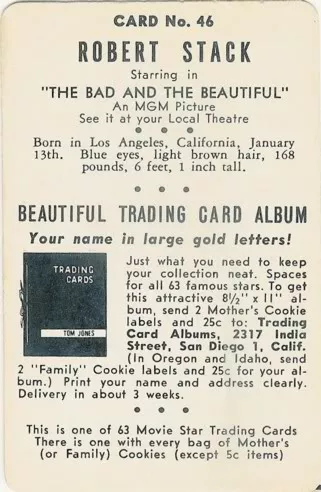 CARD No. 46
ROBERT STACK
Starring in
"THE BAD AND THE BEAUTIFUL"
An MGM Picture
See it at your Local Theatre
Born in Los Angeles, California, January
13th. Blue eyes, light brown hair, 168
pounds, 6 feet, 1 inch tall.
BEAUTIFUL TRADING CARD ALBUM
Your name in large gold letters!
TRADING
CARDS
TOM JONES
Just what you need to keep
your collection neat. Spaces
for all 63 famous stars. To get
this attractive 8½" x 11" al-
bum, send 2 Mother's Cookie
labels and 25c to: Trading
Card Albums, 2317 India
Street, San Diego 1, Calif.
(In Oregon and Idaho, send
2 "Family" Cookie labels and 25c for your al-
bum.) Print your name and address clearly.
Delivery in about 3 weeks.
This is one of 63 Movie Star Trading Cards
There is one with every bag of Mother's
(or Family) Cookies (except 5c items)